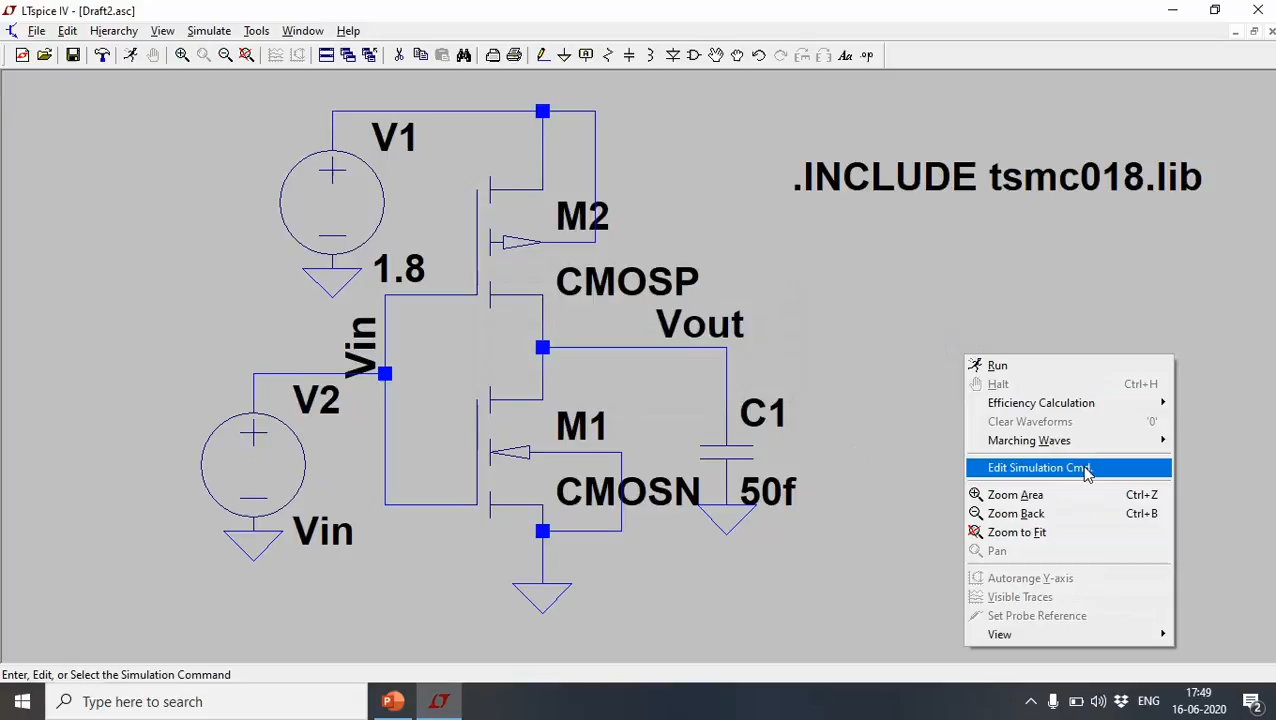 LTspice IV - [Draft2.asc]
File Edit Hierarchy View Simulate Tools Window Help
Aa .op
V1
.INCLUDE tsmc018.lib
M2
1.8
CMOSP
Vin
Vout
V2
M1
C1
CMOSN
50f
Vin
Run
Halt Ctrl+H
Efficiency Calculation
Clear Waveforms '0'
Marching Waves
Edit Simulation Cmd.
Zoom Area Ctrl+Z
Zoom Back Ctrl+B
Zoom to Fit
Pan
Autorange Y-axis
Visible Traces
Set Probe Reference
View
Enter, Edit, or Select the Simulation Command
Type here to search
ENG
17:49
16-06-2020
2